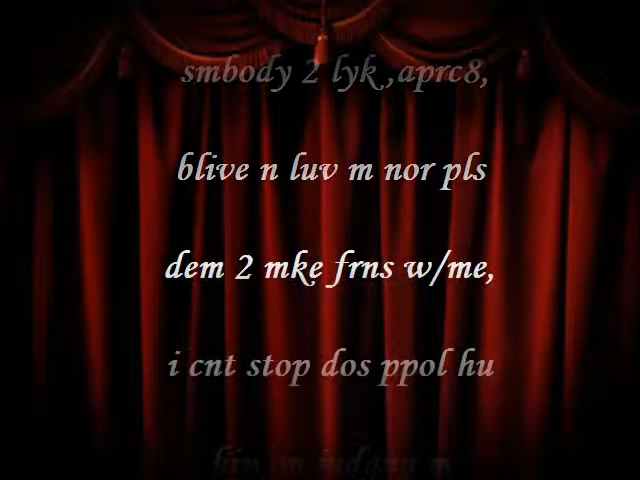 smbody 2 lyk ,aprc8,
blive n luv m nor pls
dem 2 mke frns w/me,
i cnt stop dos ppol hu